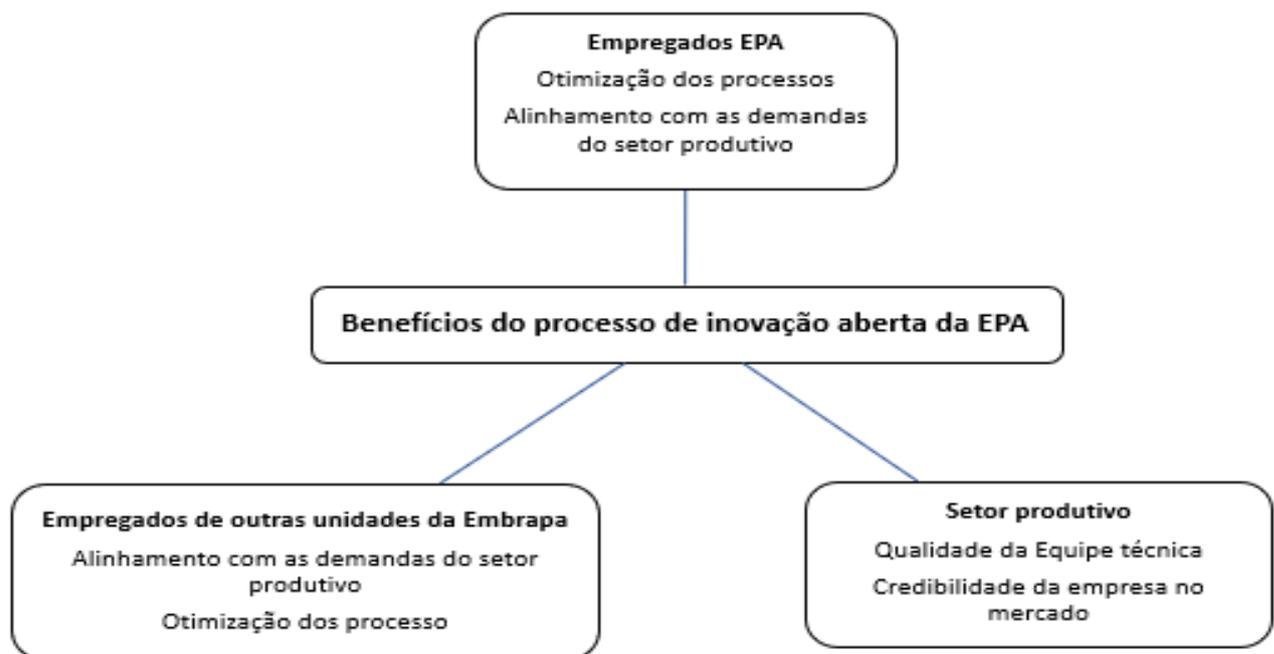 Empregados EPA
Otimização dos processos
Alinhamento com as demandas
do setor produtivo
Benefícios do processo de inovação aberta da EPA
Empregados de outras unidades da Embrapa
Alinhamento com as demandas do setor
produtivo
Otimização dos processo
Setor produtivo
Qualidade da Equipe técnica
Credibilidade da empresa no
mercado